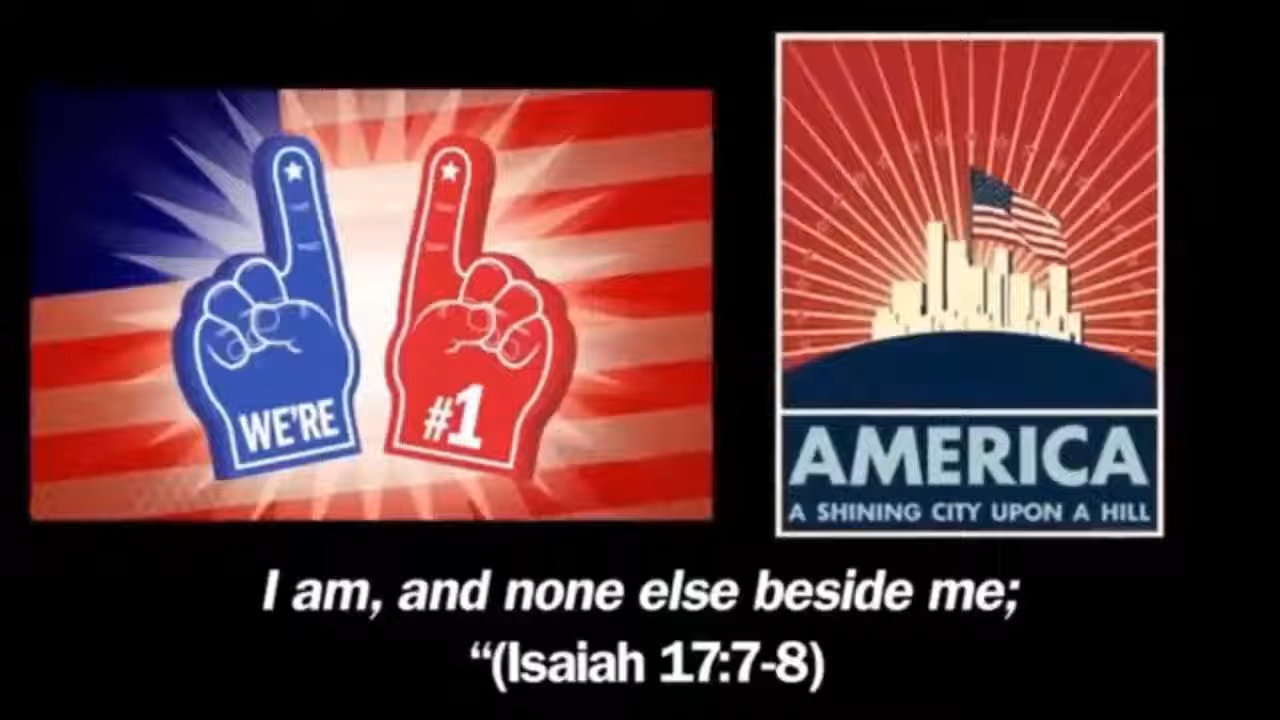 WE'RE
#1
AMERICA
A SHINING CITY UPON A HILL
I am, and none else beside me;
“(Isaiah 17:7-8)